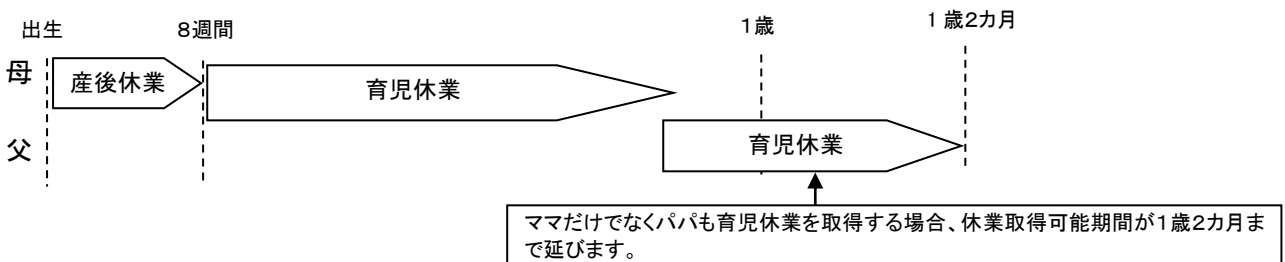 出生
8週間
1歳
1歳2カ月
母
産後休業
育児休業
父
育児休業
ママだけでなくパパも育児休業を取得する場合、休業取得可能期間が1歳2カ月ま
で延びます。